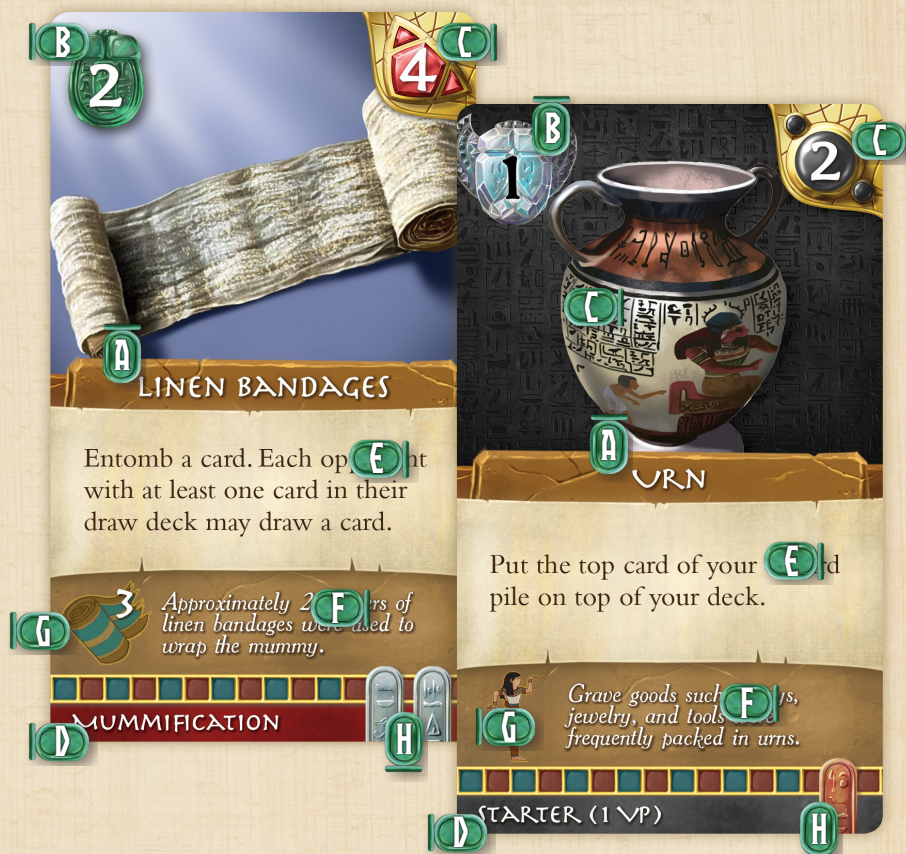 B
2
C
4
A
LINEN BANDAGES
Entomb a card. Each op nt
E
with at least one card in their
draw deck may draw a card.
3
Approximately 2 ers of
F
linen bandages were used to
wrap the mummy.
G
MUMMIFICATION
D
H
B
1
C
2
C
A
URN
Put the top card of your rd
E
pile on top of your deck.
Grave goods such ys,
F
jewelry, and tools
frequently packed in urns.
G
STARTER (1 VP)
D
H